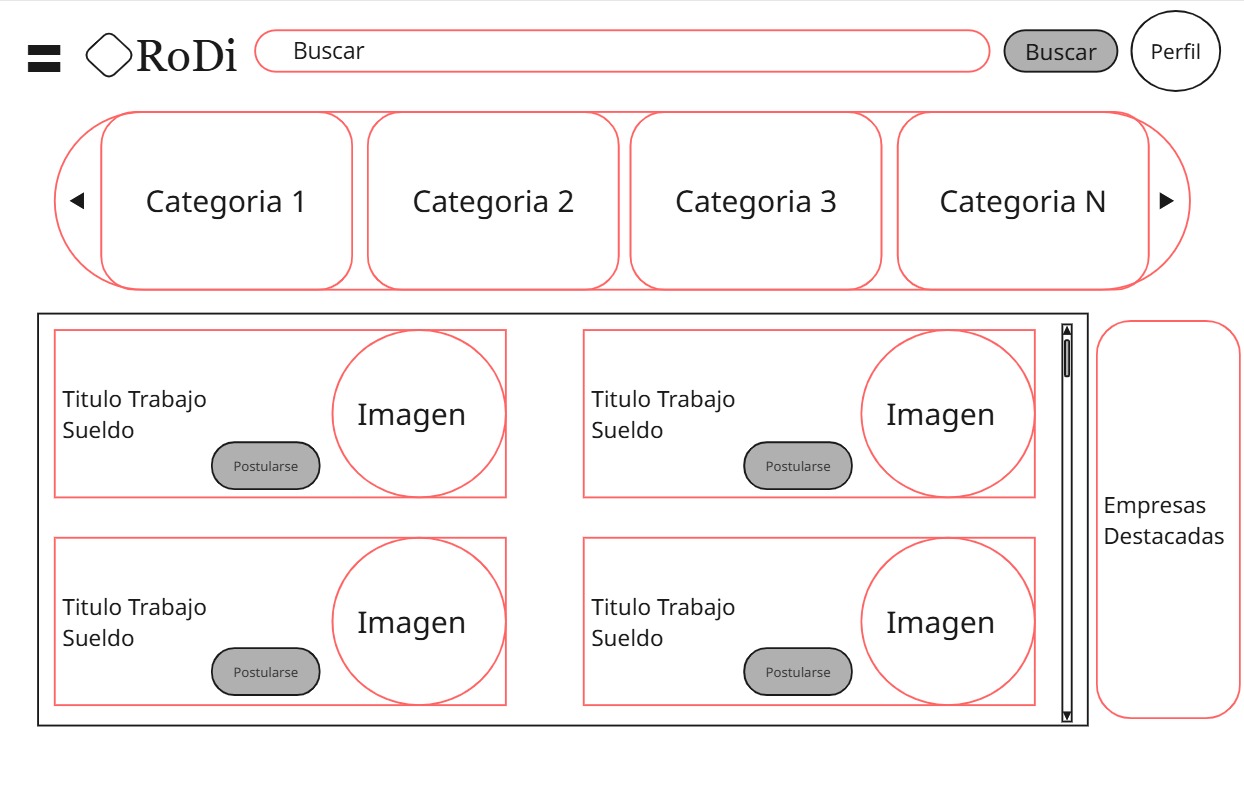 RoDi
Buscar
Buscar
Perfil
Categoria 1
Categoria 2
Categoria 3
Categoria N
Titulo Trabajo
Sueldo
Postularse
Imagen
Titulo Trabajo
Sueldo
Postularse
Imagen
Titulo Trabajo
Sueldo
Postularse
Imagen
Titulo Trabajo
Sueldo
Postularse
Imagen
Empresas
Destacadas